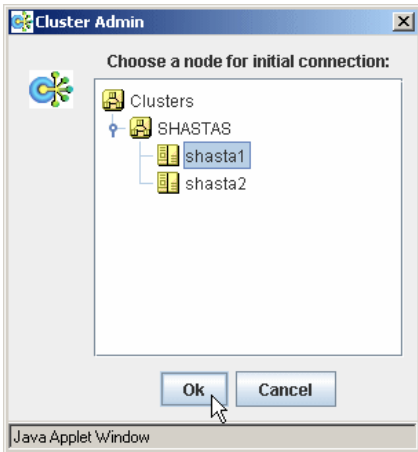 Cluster Admin
Choose a node for initial connection:
Clusters
SHASTAS
shasta1
shasta2
Ok
Cancel
Java Applet Window